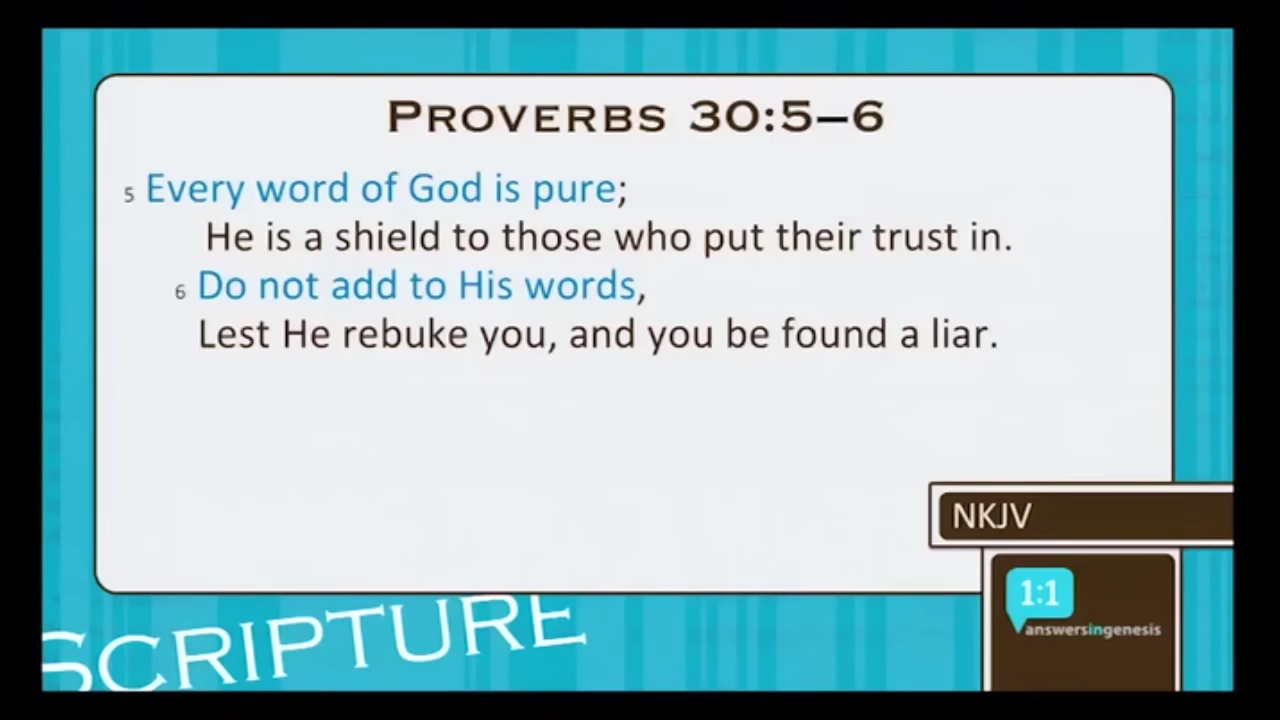 PROVERBS 30:5–6
5 Every word of God is pure;
He is a shield to those who put their trust in.
6 Do not add to His words,
Lest He rebuke you, and you be found a liar.
NKJV
1:1
answersingenesis
SCRIPTURE